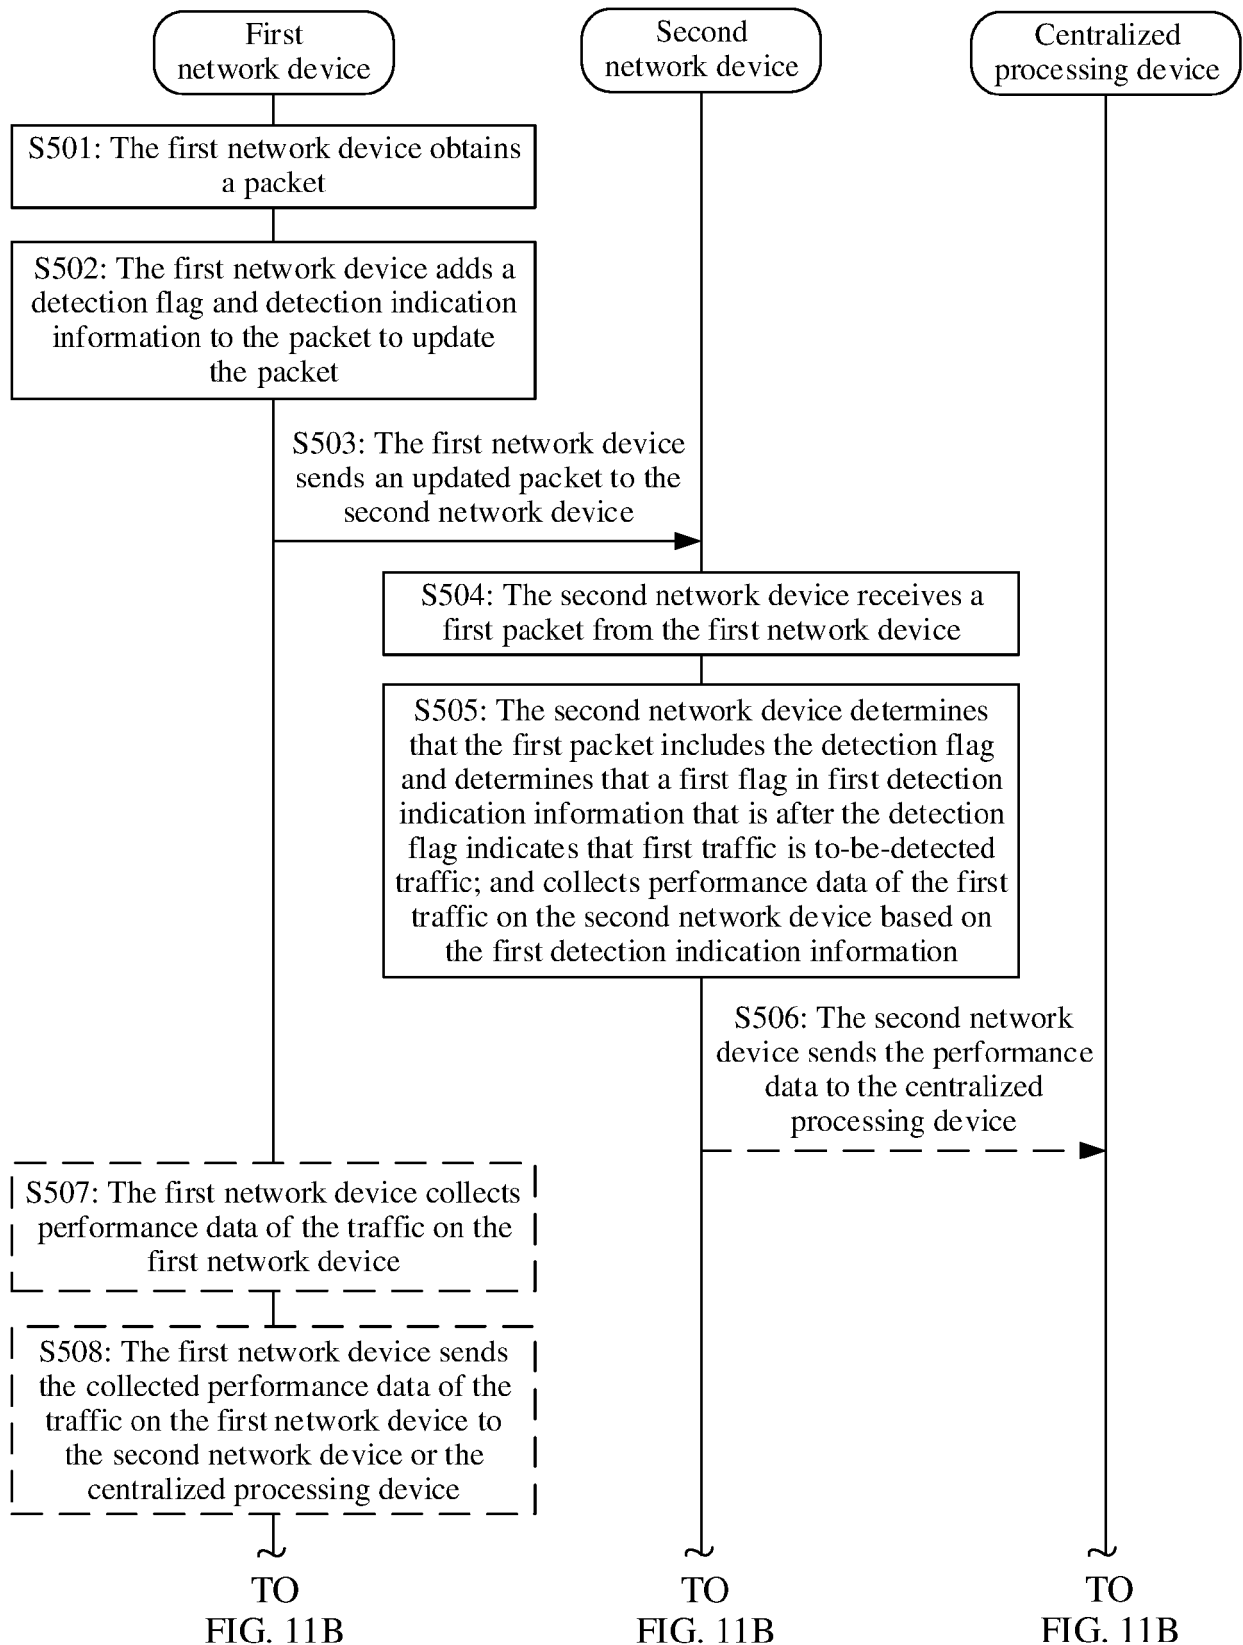 First
network device
Second
network device
Centralized
processing device
S501: The first network device obtains
a packet
S502: The first network device adds a
detection flag and detection indication
information to the packet to update
the packet
S503: The first network device
sends an updated packet to the
second network device
S504: The second network device receives a
first packet from the first network device
S505: The second network device determines
that the first packet includes the detection flag
and determines that a first flag in first detection
indication information that is after the detection
flag indicates that first traffic is to-be-detected
traffic; and collects performance data of the first
traffic on the second network device based on
the first detection indication information
S506: The second network
device sends the performance
data to the centralized
processing device
S507: The first network device collects
performance data of the traffic on the
first network device
S508: The first network device sends
the collected performance data of the
traffic on the first network device to
the second network device or the
centralized processing device
TO
FIG. 11B
TO
FIG. 11B
TO
FIG. 11B